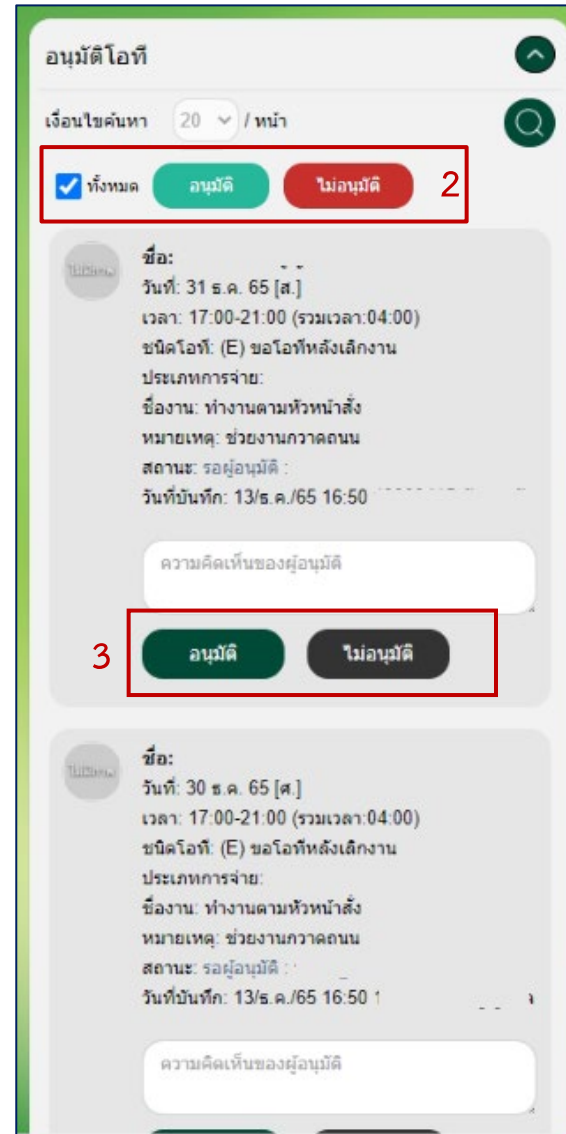 อนุมัติโอที
เงื่อนไขค้นหา 20 / หน้า
ทั้งหมด อนุมัติ ไม่อนุมัติ 2
ชื่อ:
วันที่: 31 ธ.ค. 65 [ส.]
เวลา: 17:00-21:00 (รวมเวลา:04:00)
ชนิดโอที: (E) ขอโอทีหลังเลิกงาน
ประเภทการจ่าย:
ชื่องาน: ทำงานตามหัวหน้าสั่ง
หมายเหตุ: ช่วยงานกวาดถนน
สถานะ: รอผู้อนุมัติ :
วันที่บันทึก: 13/ธ.ค./65 16:50
ความคิดเห็นของผู้อนุมัติ
3 อนุมัติ ไม่อนุมัติ
ชื่อ:
วันที่: 30 ธ.ค. 65 [ศ.]
เวลา: 17:00-21:00 (รวมเวลา:04:00)
ชนิดโอที: (E) ขอโอทีหลังเลิกงาน
ประเภทการจ่าย:
ชื่องาน: ทำงานตามหัวหน้าสั่ง
หมายเหตุ: ช่วยงานกวาดถนน
สถานะ: รอผู้อนุมัติ :
วันที่บันทึก: 13/ธ.ค./65 16:50
ความคิดเห็นของผู้อนุมัติ